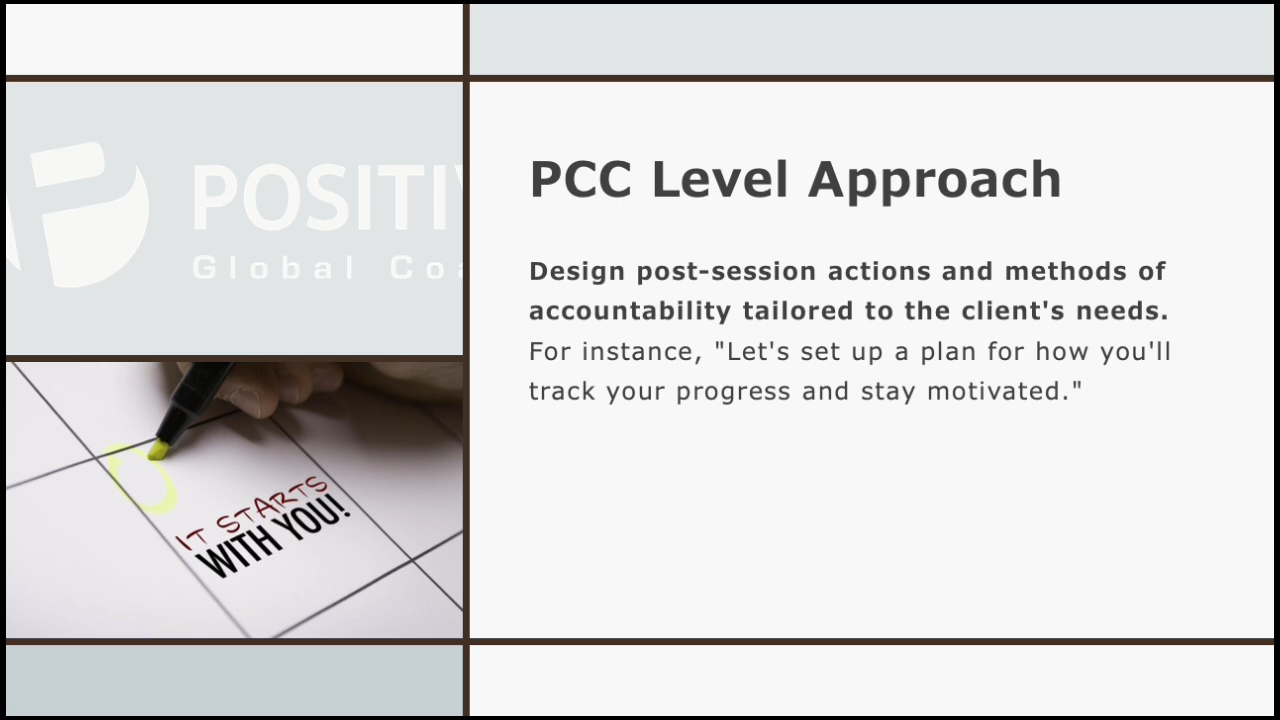 POSITI
Global Co
IT STARTS
WITH YOU!
PCC Level Approach
Design post-session actions and methods of
accountability tailored to the client's needs.
For instance, "Let's set up a plan for how you'll
track your progress and stay motivated."